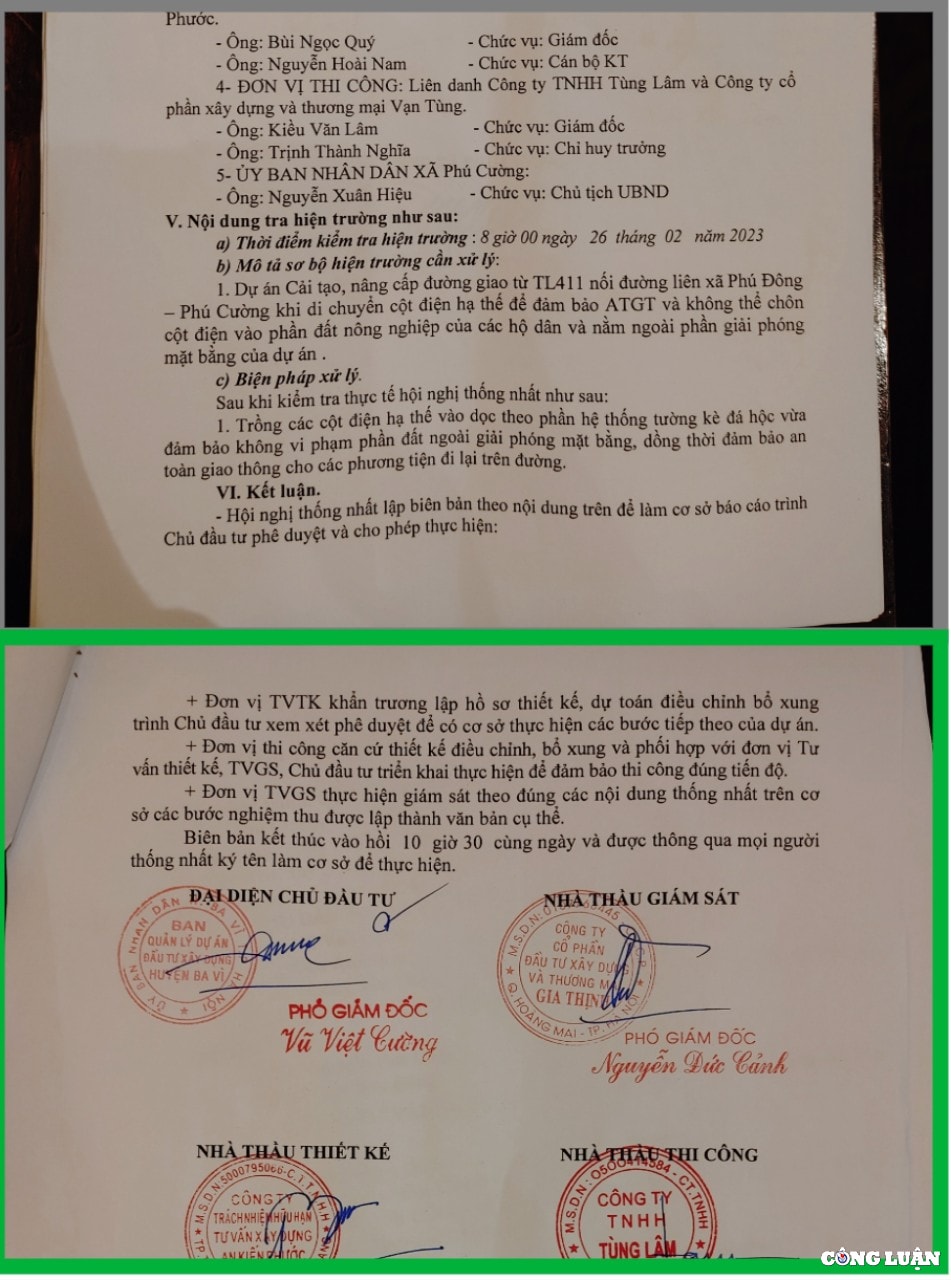 Phước.
- Ông: Bùi Ngọc Quý - Chức vụ: Giám đốc
- Ông: Nguyễn Hoài Nam - Chức vụ: Cán bộ KT
4- ĐƠN VỊ THI CÔNG: Liên danh Công ty TNHH Tùng Lâm và Công ty cổ
phần xây dựng và thương mại Vạn Tùng.
- Ông: Kiều Văn Lâm - Chức vụ: Giám đốc
- Ông: Trịnh Thành Nghĩa - Chức vụ: Chỉ huy trưởng
5- ỦY BAN NHÂN DÂN XÃ Phú Cường:
- Ông: Nguyễn Xuân Hiệu - Chức vụ: Chủ tịch UBND
V. Nội dung tra hiện trường như sau:
a) Thời điểm kiểm tra hiện trường : 8 giờ 00 ngày 26 tháng 02 năm 2023
b) Mô tả sơ bộ hiện trường cần xử lý:
1. Dự án Cải tạo, nâng cấp đường giao từ TL411 nối đường liên xã Phú Đông
– Phú Cường khi di chuyển cột điện hạ thế để đảm bảo ATGT và không thể chôn
cột điện vào phần đất nông nghiệp của các hộ dân và nằm ngoài phần giải phóng
mặt bằng của dự án .
c) Biện pháp xử lý.
Sau khi kiểm tra thực tế hội nghị thống nhất như sau:
1. Trồng các cột điện hạ thế vào dọc theo phần hệ thống tường kè đá hộc vừa
đảm bảo không vi phạm phần đất ngoài giải phóng mặt bằng, dồng thời đảm bảo an
toàn giao thông cho các phương tiện đi lại trên đường.
VI. Kết luận.
- Hội nghị thống nhất lập biên bản theo nội dung trên để làm cơ sở báo cáo trình
Chủ đầu tư phê duyệt và cho phép thực hiện:
+ Đơn vị TVTK khẩn trương lập hồ sơ thiết kế, dự toán điều chỉnh bổ xung
trình Chủ đầu tư xem xét phê duyệt để có cơ sở thực hiện các bước tiếp theo của dự án.
+ Đơn vị thi công căn cứ thiết kế điều chỉnh, bổ xung và phối hợp với đơn vị Tư
vấn thiết kế, TVGS, Chủ đầu tư triển khai thực hiện để đảm bảo thi công đúng tiến độ.
+ Đơn vị TVGS thực hiện giám sát theo đúng các nội dung thống nhất trên cơ
sở các bước nghiệm thu được lập thành văn bản cụ thể.
Biên bản kết thúc vào hồi 10 giờ 30 cùng ngày và được thông qua mọi người
thống nhất ký tên làm cơ sở để thực hiện.
ĐẠI DIỆN CHỦ ĐẦU TƯ NHÀ THẦU GIÁM SÁT
BAN
QUẢN LÝ DỰ ÁN
ĐẦU TƯ XÂY DỰNG
HUYỆN BA VÌ
CÔNG TY
CỔ PHẦN
ĐẦU TƯ XÂY DỰNG
VÀ THƯƠNG MẠI
GIA THỊNH
Q. HOÀNG MAI - TP. HÀ NỘI
PHÓ GIÁM ĐỐC
Vũ Việt Cường
PHÓ GIÁM ĐỐC
Nguyễn Đức Cảnh
NHÀ THẦU THIẾT KẾ NHÀ THẦU THI CÔNG
M.S.D.N: 5000795066-C.T.T.N.H.H
CÔNG TY
TRÁCH NHIỆM HỮU HẠN
TƯ VẤN XÂY DỰNG
AN KIẾN PHƯỚC
M.S.D.N: 0500414584 - CT.TNHH
CÔNG TY
TNHH
TÙNG LÂM
CÔNG LUẬN